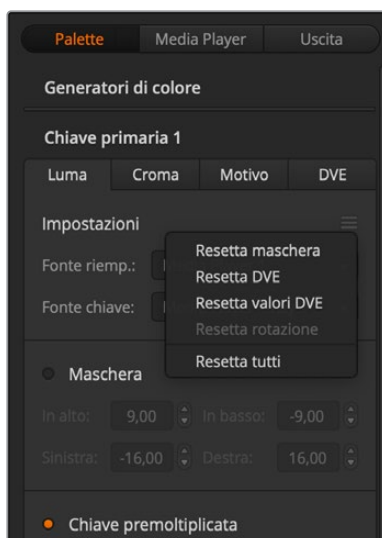 Palette Media Player Uscita
Generatori di colore
Chiave primaria 1
Luma Croma Motivo DVE
Impostazioni
Resetta maschera
Fonte riemp.:
Resetta DVE
Resetta valori DVE
Fonte chiave:
Resetta rotazione
Resetta tutti
Maschera
In alto: 9,00 In basso: -9,00
Sinistra: -16,00 Destra: 16,00
Chiave premoltiplicata